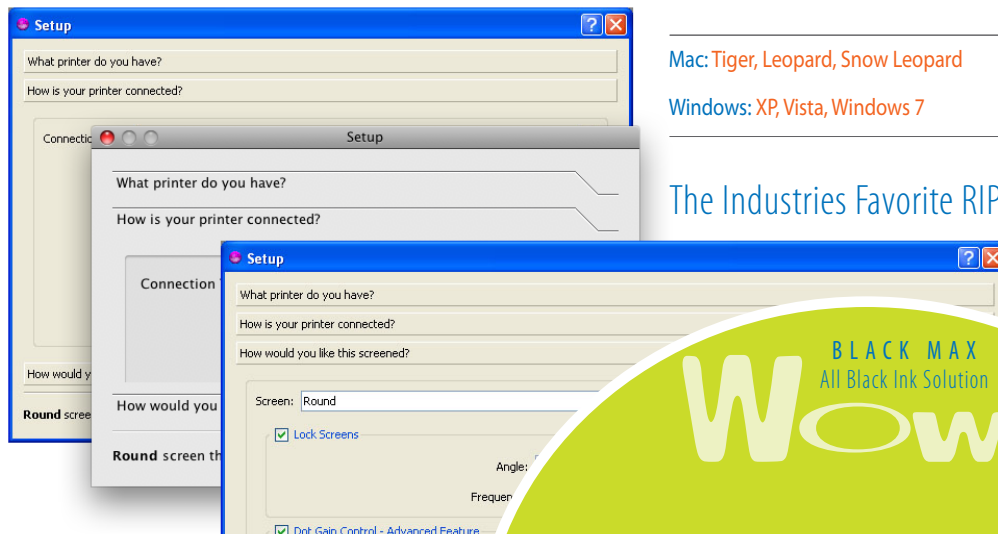 Setup
What printer do you have?
How is your printer connected?
How would
Round
Setup
What printer do you have?
How is your printer connected?
Connection
How would you
Round screen
Setup
What printer do you have?
How is your printer connected?
How would you like this screened?
Screen: Round
Lock Screens
Angle:
Dot Gain Control - Advanced Feature
Mac: Tiger, Leopard, Snow Leopard
Windows: XP, Vista, Windows 7
The Industries Favorite RIP
BLACK MAX
All Black Ink Solution
Wow